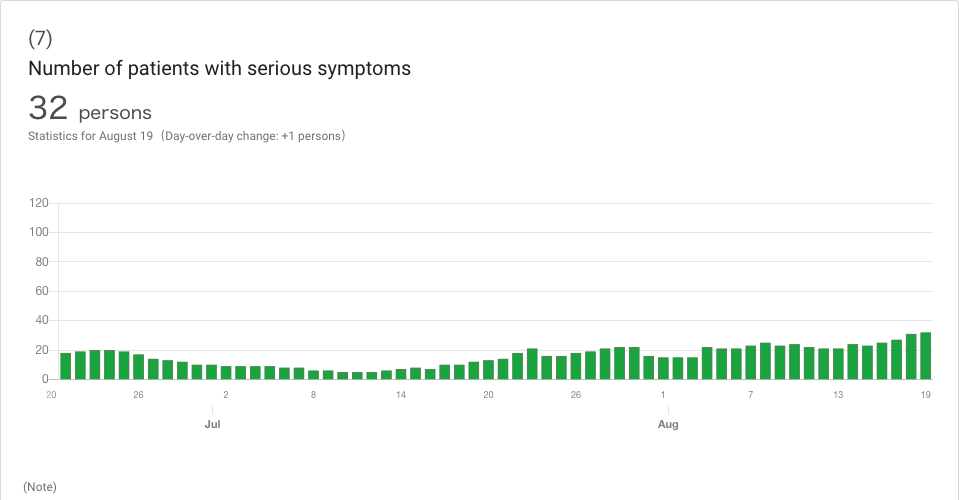 (7)
Number of patients with serious symptoms
32 persons
Statistics for August 19（Day-over-day change: +1 persons）
120
100
80
60
40
20
0
20 26 2 8 14 20 26 1 7 13 19
Jul Aug
(Note)